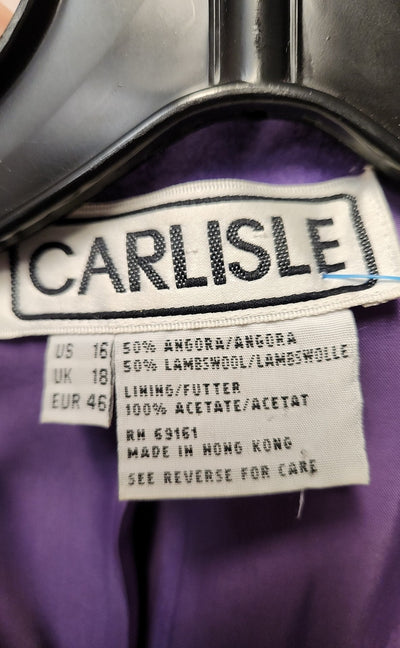 CARLISLE
US 16
UK 18
EUR 46
50% ANGORA/ANGORA
50% LAMBSWOOL/LAMBSWOLLE
LINING/FUTTER
100% ACETATE/ACETAT
RN 69161
MADE IN HONG KONG
SEE REVERSE FOR CARE